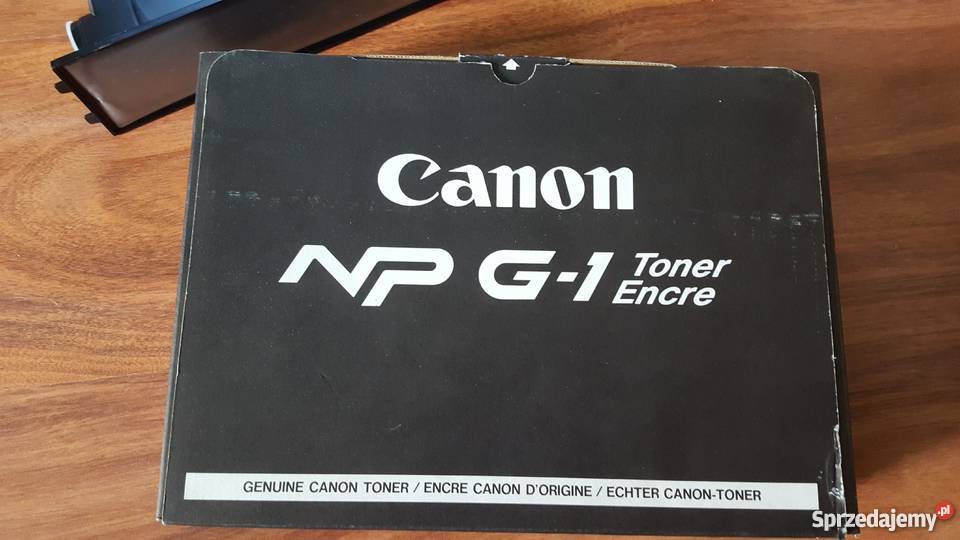 Canon
NP G-1 Toner
Encre
GENUINE CANON TONER / ENCRE CANON D'ORIGINE / ECHTER CANON-TONER
Sprzedajemy.pl